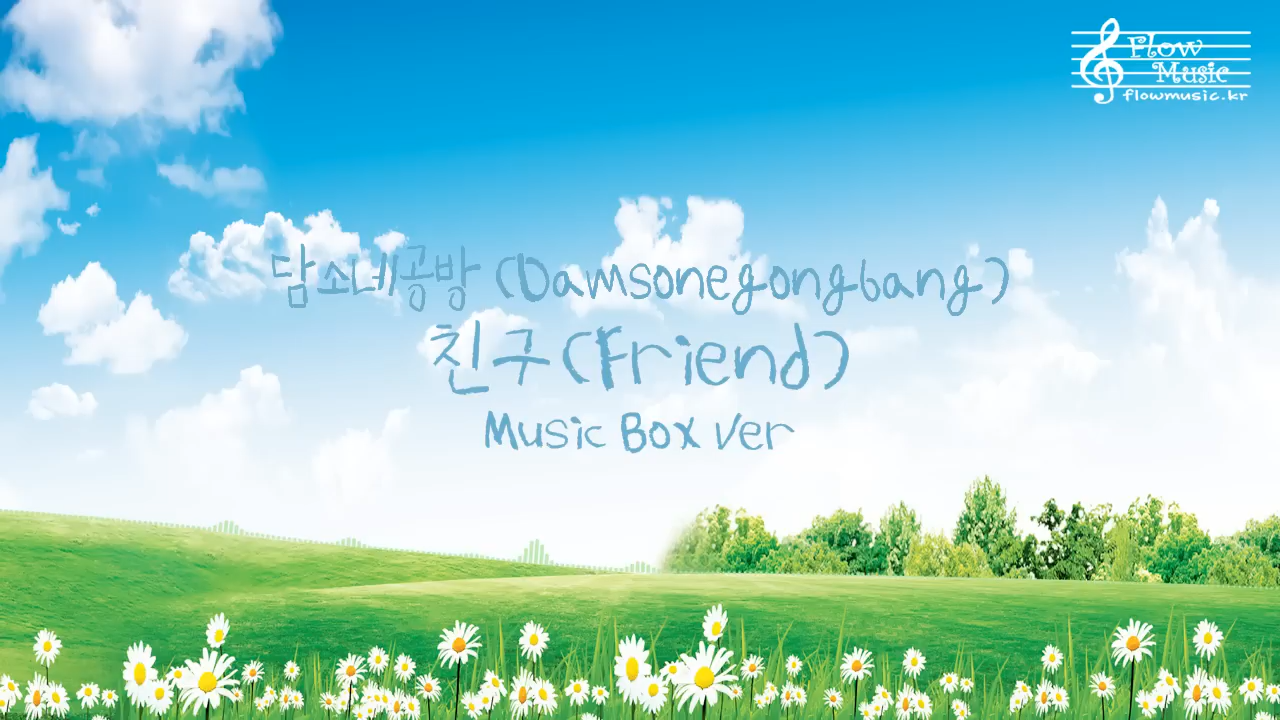 Flow
Music
flowmusic.kr
담소네공방 (Damsonegongbang)
친구(Friend)
Music Box Ver